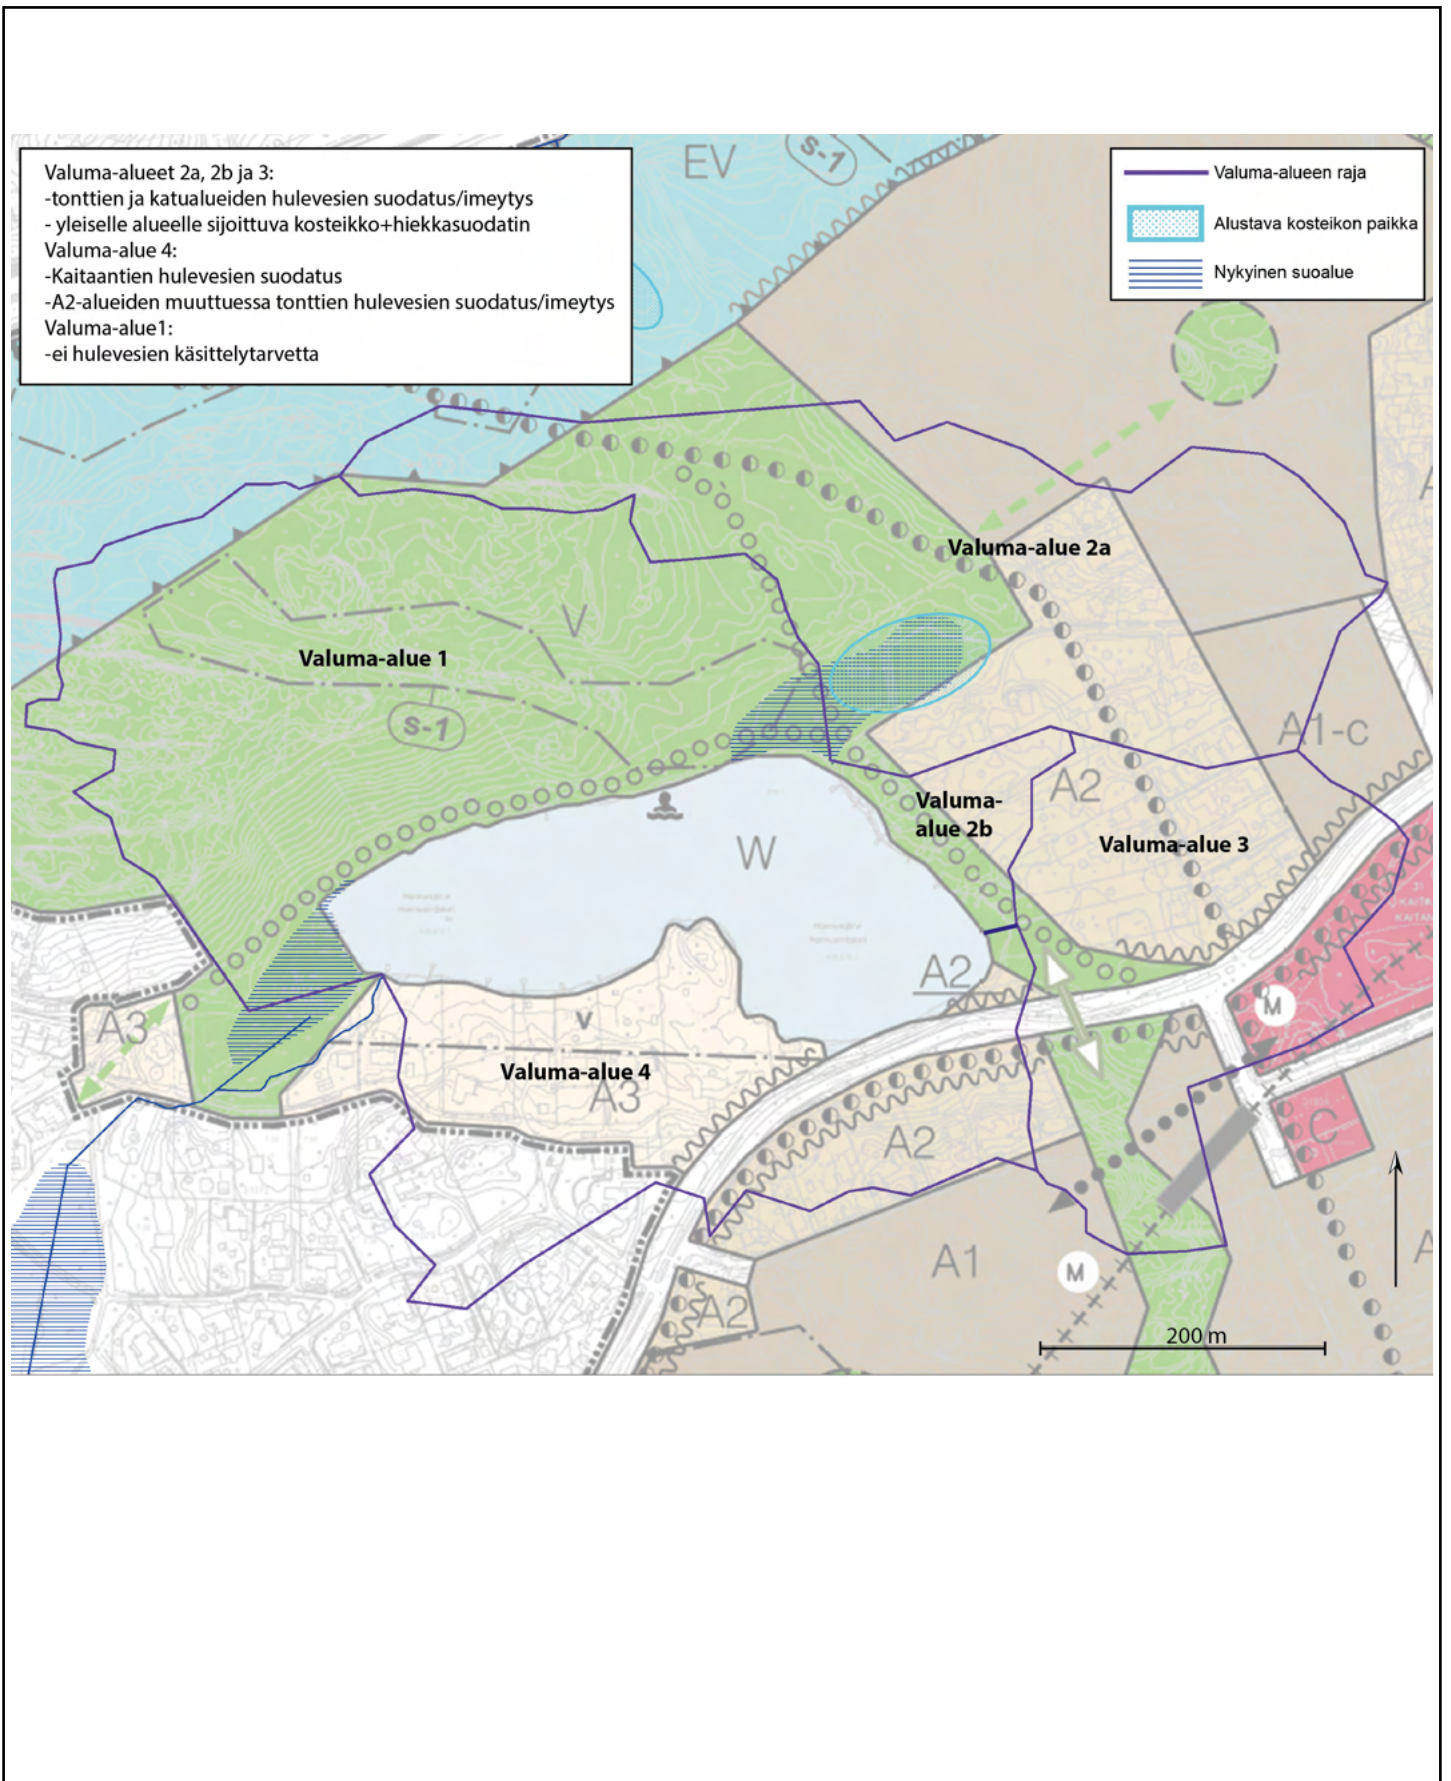 Valuma-alueet 2a, 2b ja 3:
-tonttien ja katualueiden hulevesien suodatus/imeytys
- yleiselle alueelle sijoittuva kosteikko+hiekkasuodatin
Valuma-alue 4:
-Kaitaantien hulevesien suodatus
-A2-alueiden muuttuessa tonttien hulevesien suodatus/imeytys
Valuma-alue1:
-ei hulevesien käsittelytarvetta
EV
s-1
Valuma-alueen raja
Alustava kosteikon paikka
Nykyinen suoalue
Valuma-alue 2a
V
Valuma-alue 1
s-1
A1-c
A2
Valuma-
alue 2b
Valuma-alue 3
W
A2
M
A3
V
Valuma-alue 4
A3
A2
C
A1
M
A2
200 m